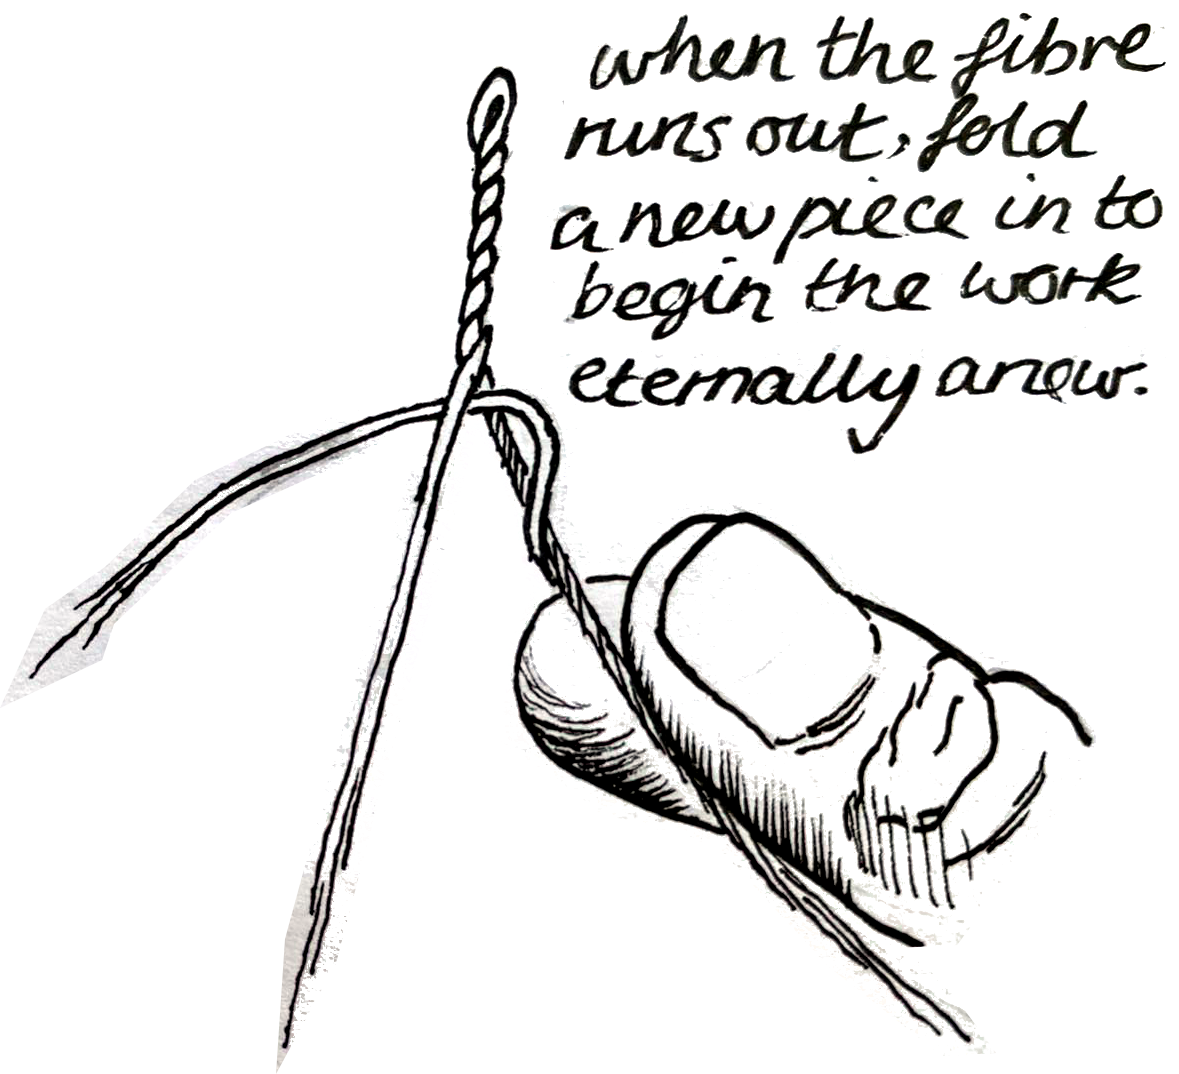 when the fibre
runs out, fold
a new piece in to
begin the work
eternally anew.